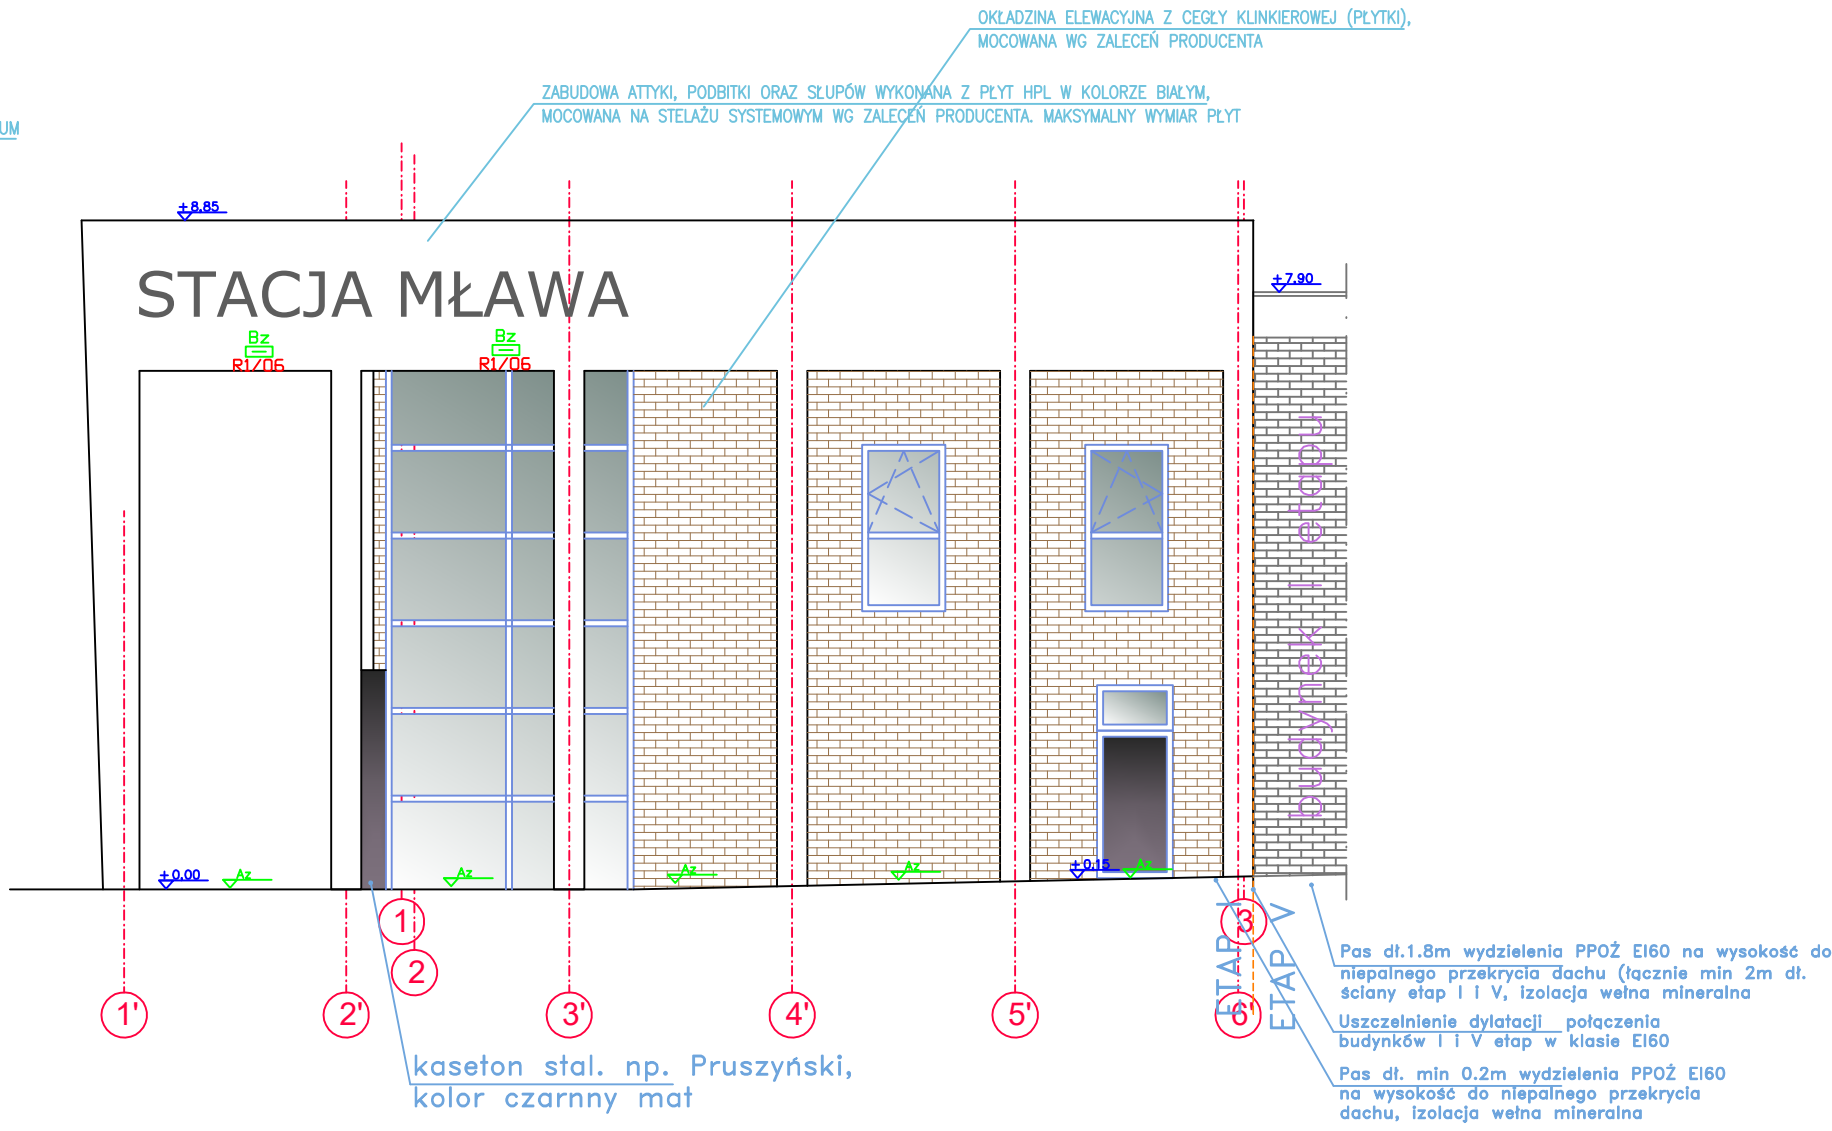 OKŁADZINA ELEWACYJNA Z CEGŁY KLINKIEROWEJ (PŁYTKI),
MOCOWANA WG ZALECEŃ PRODUCENTA
ZABUDOWA ATTYKI, PODBITKI ORAZ SŁUPÓW WYKONANA Z PŁYT HPL W KOLORZE BIAŁYM,
MOCOWANA NA STELAŻU SYSTEMOWYM WG ZALECEŃ PRODUCENTA. MAKSYMALNY WYMIAR PŁYT
UM
+8.85
+7.90
STACJA MŁAWA
Bz
R1/06
Bz
R1/06
budynek I etapu
+0.00
Az
Az
Az
Az
+0.15
Az
1
2
3
1'
2'
3'
4'
5'
6'
ETAP I
ETAP V
kaseton stal. np. Pruszyński,
kolor czarnny mat
Pas dł.1.8m wydzielenia PPOŻ EI60 na wysokość do
niepalnego przekrycia dachu (łącznie min 2m dł.
ściany etap I i V, izolacja wełna mineralna
Uszczelnienie dylatacji połączenia
budynków I i V etap w klasie EI60
Pas dł. min 0.2m wydzielenia PPOŻ EI60
na wysokość do niepalnego przekrycia
dachu, izolacja wełna mineralna